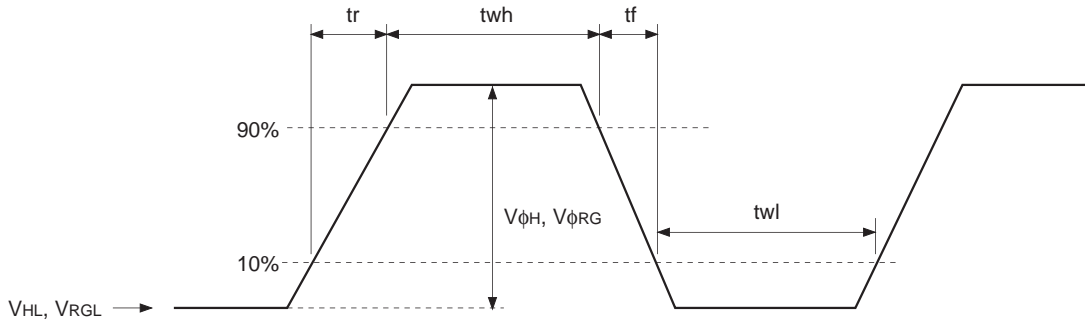 tr twh tf
90%
VϕH, VϕRG
twl
10%
VHL, VRGL